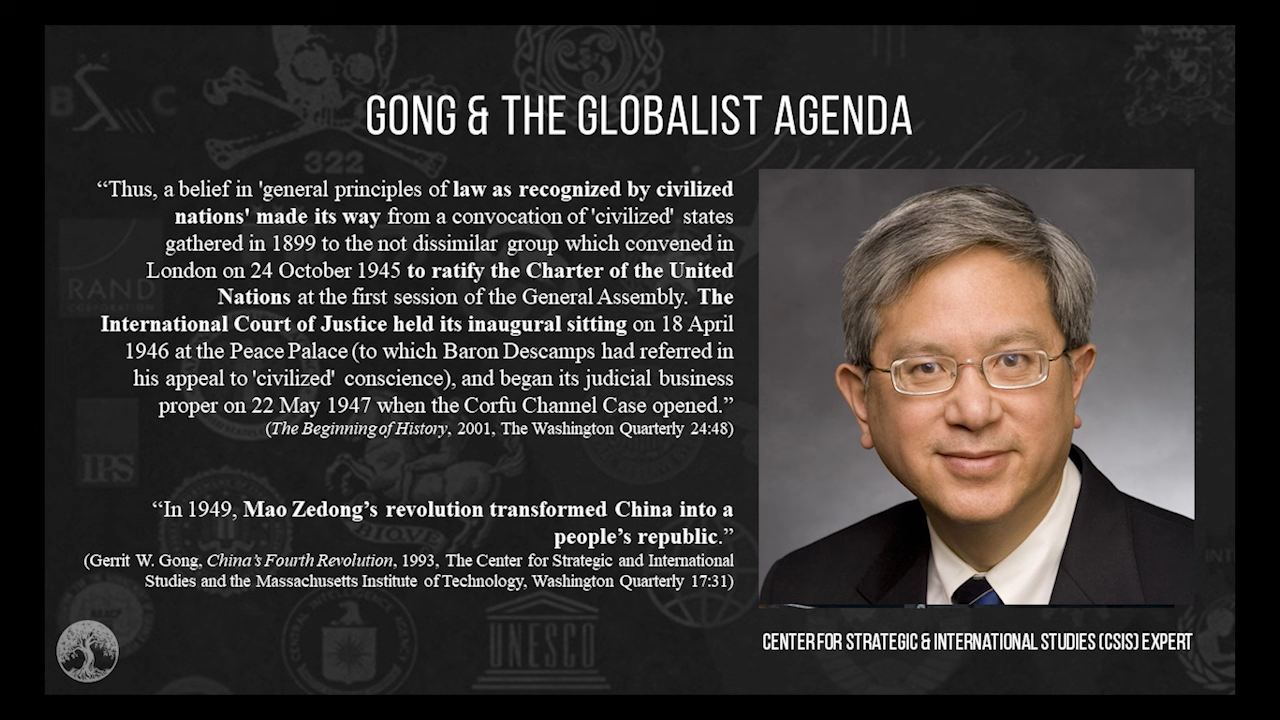 GONG & THE GLOBALIST AGENDA
“Thus, a belief in 'general principles of law as recognized by civilized
nations' made its way from a convocation of 'civilized' states
gathered in 1899 to the not dissimilar group which convened in
London on 24 October 1945 to ratify the Charter of the United
Nations at the first session of the General Assembly. The
International Court of Justice held its inaugural sitting on 18 April
1946 at the Peace Palace (to which Baron Descamps had referred in
his appeal to 'civilized' conscience), and began its judicial business
proper on 22 May 1947 when the Corfu Channel Case opened.”
(The Beginning of History, 2001, The Washington Quarterly 24:48)
“In 1949, Mao Zedong’s revolution transformed China into a
people’s republic.”
(Gerrit W. Gong, China’s Fourth Revolution, 1993, The Center for Strategic and International
Studies and the Massachusetts Institute of Technology, Washington Quarterly 17:31)
CENTER FOR STRATEGIC & INTERNATIONAL STUDIES (CSIS) EXPERT
322
Bilderberg
RAND
CORPORATION
IPS
UNESCO